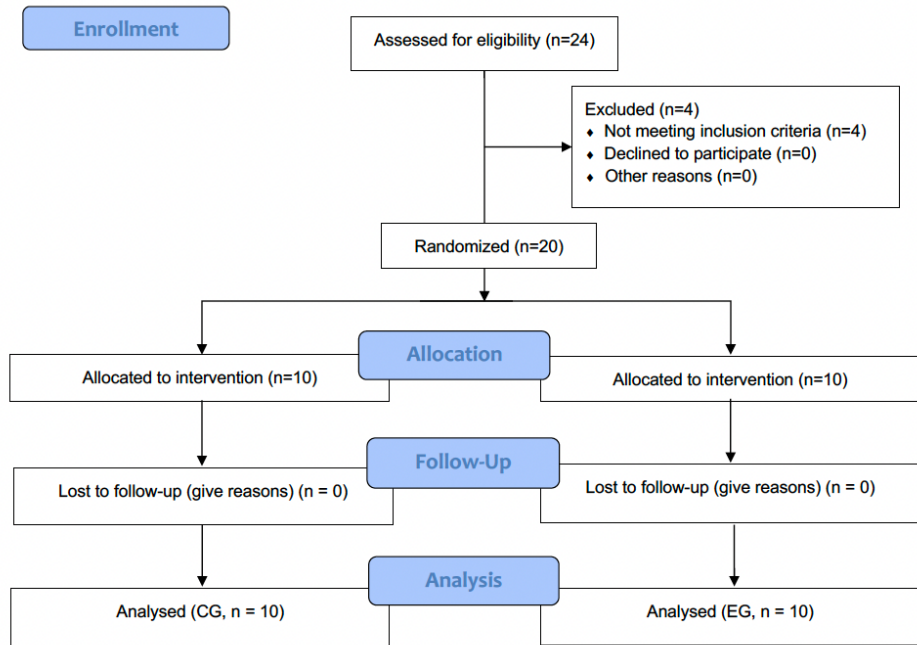 Enrollment
Assessed for eligibility (n=24)
Excluded (n=4)
♦ Not meeting inclusion criteria (n=4)
♦ Declined to participate (n=0)
♦ Other reasons (n=0)
Randomized (n=20)
Allocation
Allocated to intervention (n=10)
Allocated to intervention (n=10)
Follow-Up
Lost to follow-up (give reasons) (n = 0)
Lost to follow-up (give reasons) (n = 0)
Analysis
Analysed (CG, n = 10)
Analysed (EG, n = 10)